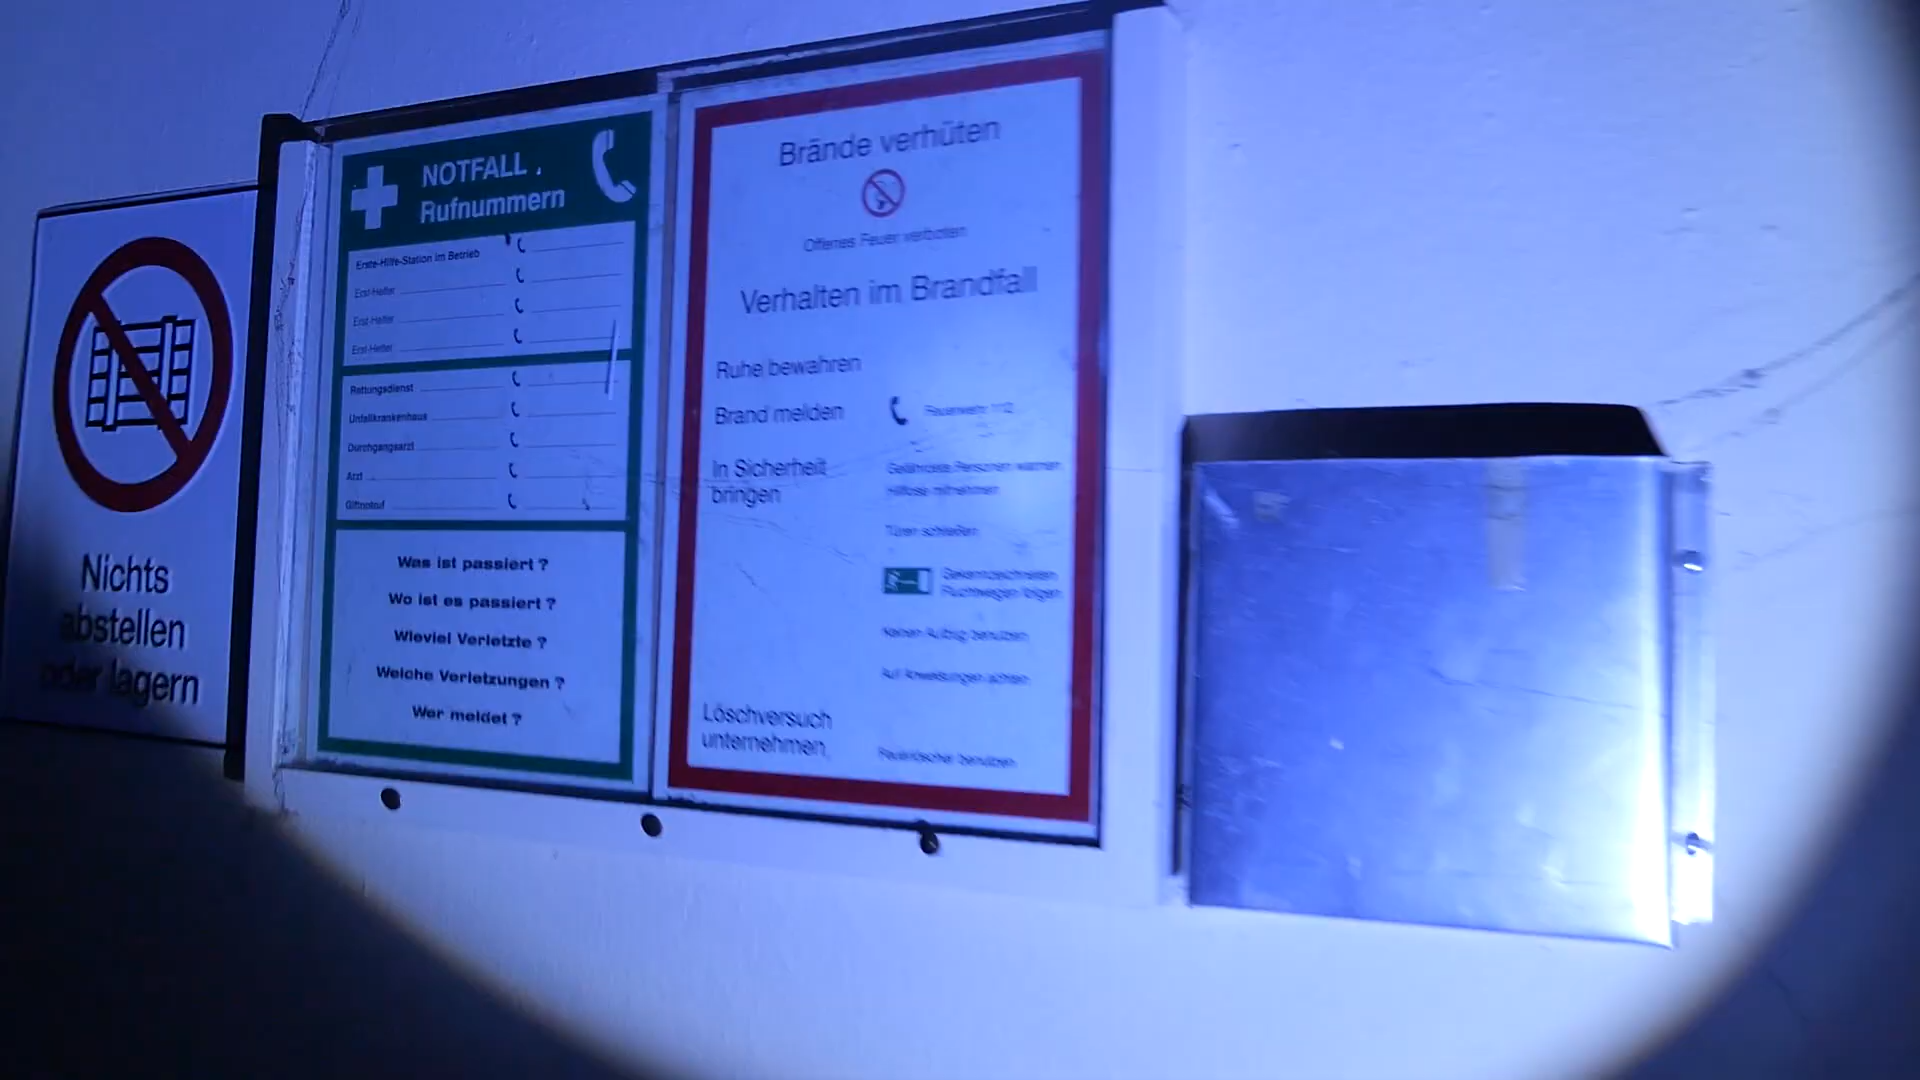 Nichts
abstellen
oder lagern
NOTFALL
Rufnummern
Erste-Hilfe-Station im Betrieb
Erst-Helfer
Erst-Helfer
Erst-Helfer
Rettungsdienst
Unfallkrankenhaus
Durchgangsarzt
Arzt
Giftnotruf
Was ist passiert ?
Wo ist es passiert ?
Wieviel Verletzte ?
Welche Verletzungen ?
Wer meldet ?
Brände verhüten
Offenes Feuer verboten
Verhalten im Brandfall
Ruhe bewahren
Brand melden
Feuerwehr 112
In Sicherheit
bringen
Gefährdete Personen warnen
Hilflose mitnehmen
Türen schließen
Gekennzeichneten
Fluchtwegen folgen
Keinen Aufzug benutzen
Auf Anweisungen achten
Löschversuch
unternehmen,
Feuerlöscher benutzen